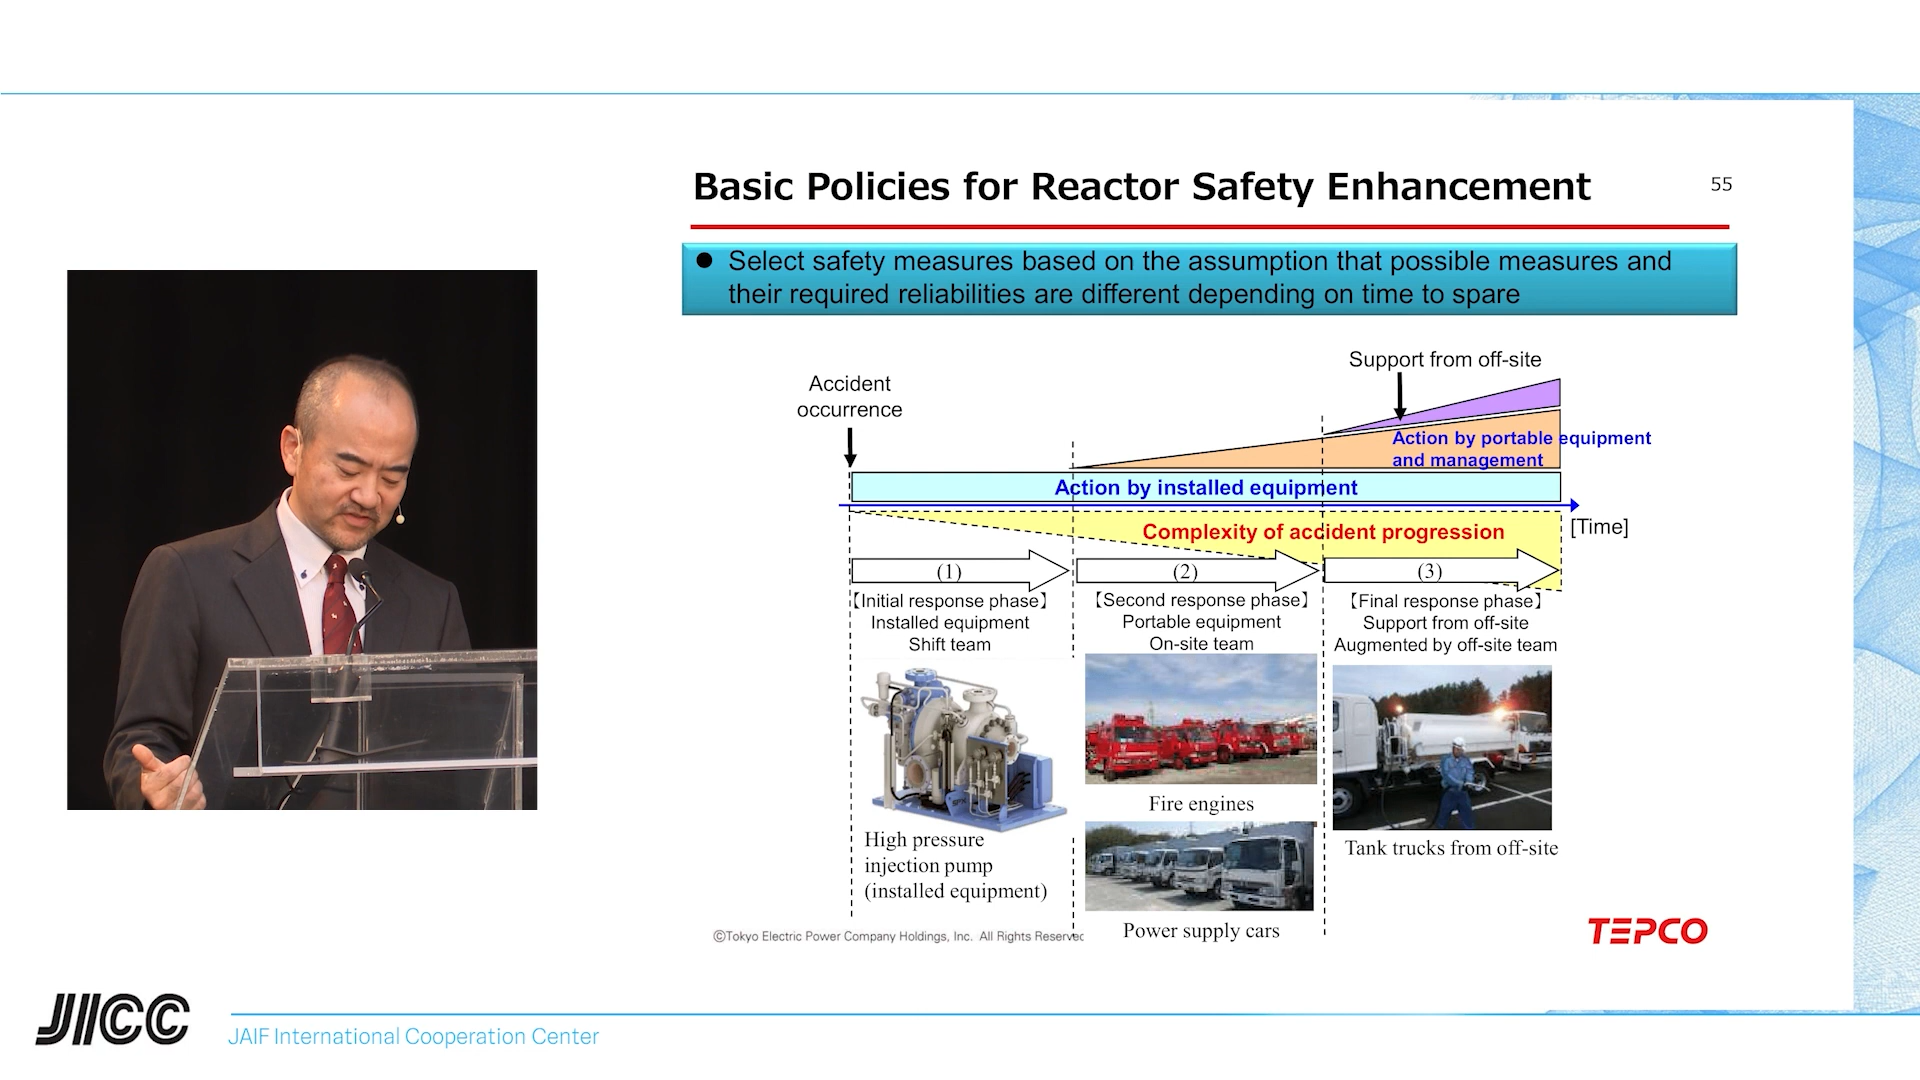 Basic Policies for Reactor Safety Enhancement
55
● Select safety measures based on the assumption that possible measures and
their required reliabilities are different depending on time to spare
Support from off-site
Accident
occurrence
Action by portable equipment
and management
Action by installed equipment
[Time]
Complexity of accident progression
(1)
(2)
(3)
【Initial response phase】
Installed equipment
Shift team
【Second response phase】
Portable equipment
On-site team
【Final response phase】
Support from off-site
Augmented by off-site team
High pressure
injection pump
(installed equipment)
Fire engines
Power supply cars
Tank trucks from off-site
©Tokyo Electric Power Company Holdings, Inc. All Rights Reserved
TEPCO
JICC
JAIF International Cooperation Center